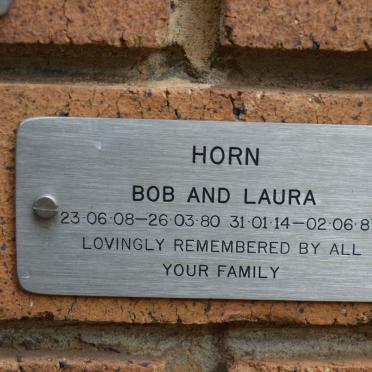 HORN
BOB AND LAURA
23·06·08–26·03·80 31·01·14–02·06·8
LOVINGLY REMEMBERED BY ALL
YOUR FAMILY